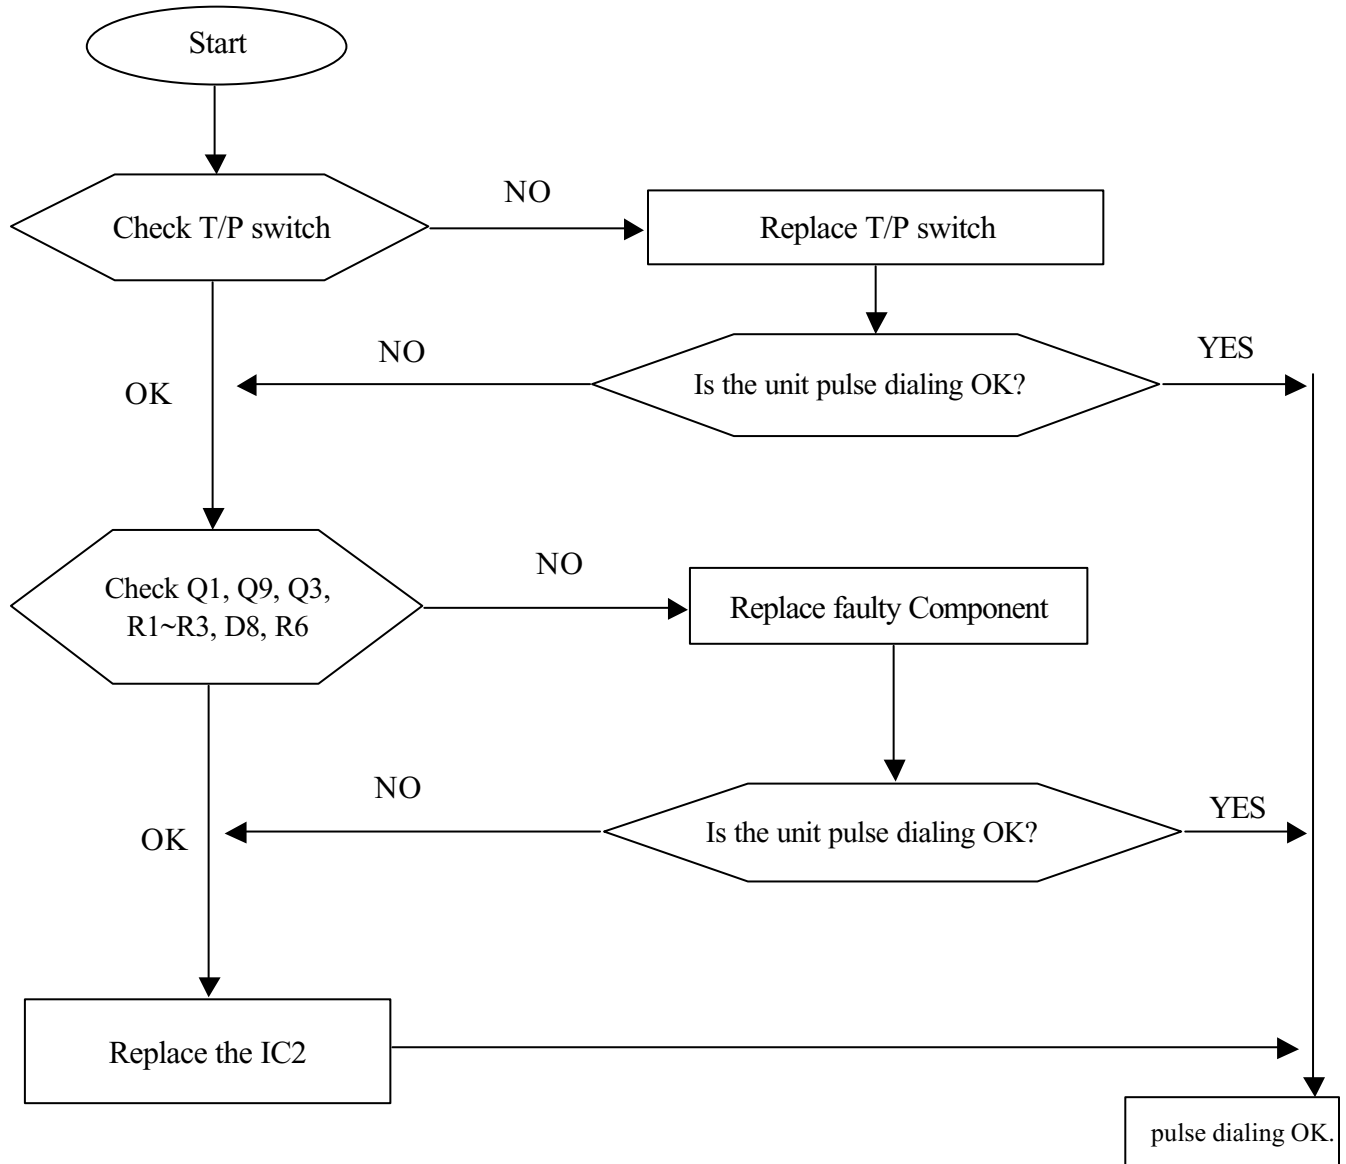 Start
NO
Check T/P switch
Replace T/P switch
NO
YES
OK
Is the unit pulse dialing OK?
NO
Check Q1, Q9, Q3,
R1~R3, D8, R6
Replace faulty Component
NO
YES
OK
Is the unit pulse dialing OK?
Replace the IC2
pulse dialing OK.